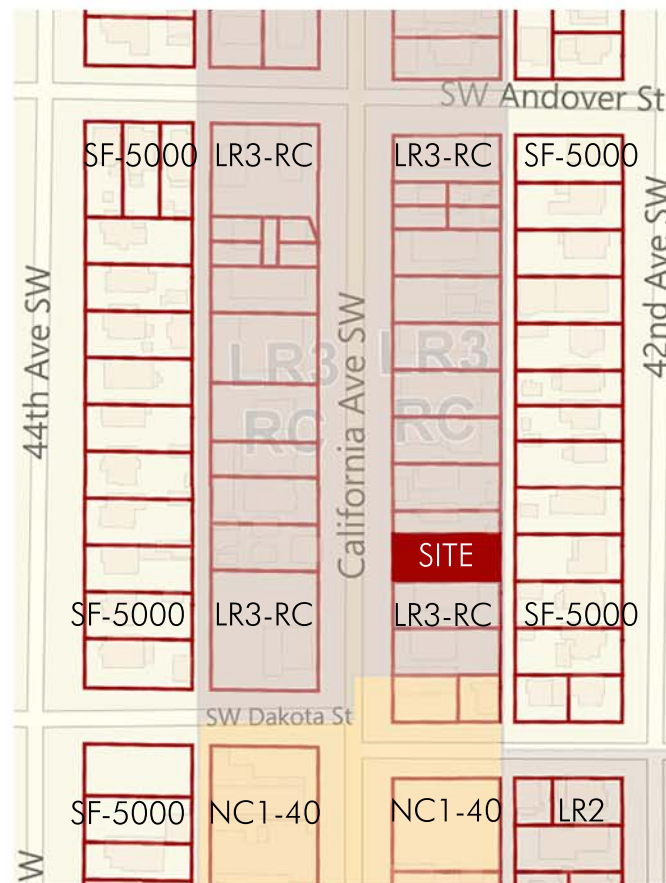 SW Andover St
SF-5000 LR3-RC LR3-RC SF-5000
44th Ave SW
California Ave SW
42nd Ave SW
LR3
RC
LR3
RC
SITE
SF-5000 LR3-RC LR3-RC SF-5000
SW Dakota St
SF-5000 NC1-40 NC1-40 LR2
W